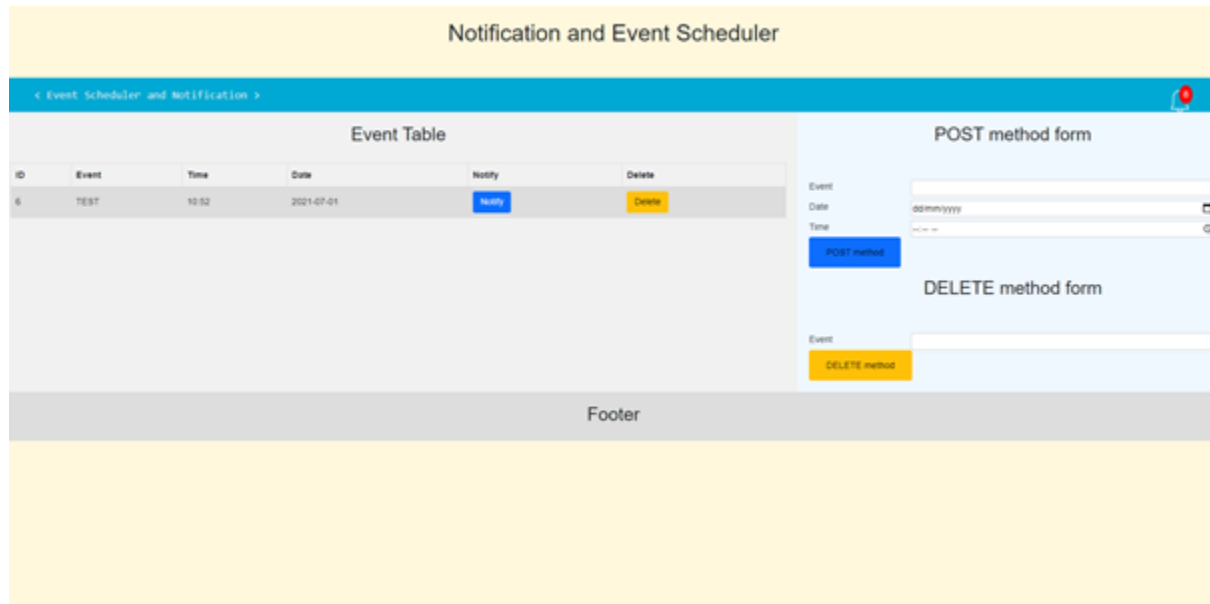 Notification and Event Scheduler
< Event Scheduler and Notification >
Event Table
ID Event Time Date Notify Delete
6 TEST 10:52 2021-07-01 Notify Delete
POST method form
Event
Date dd/mm/yyyy
Time --:-- --
POST method
DELETE method form
Event
DELETE method
Footer